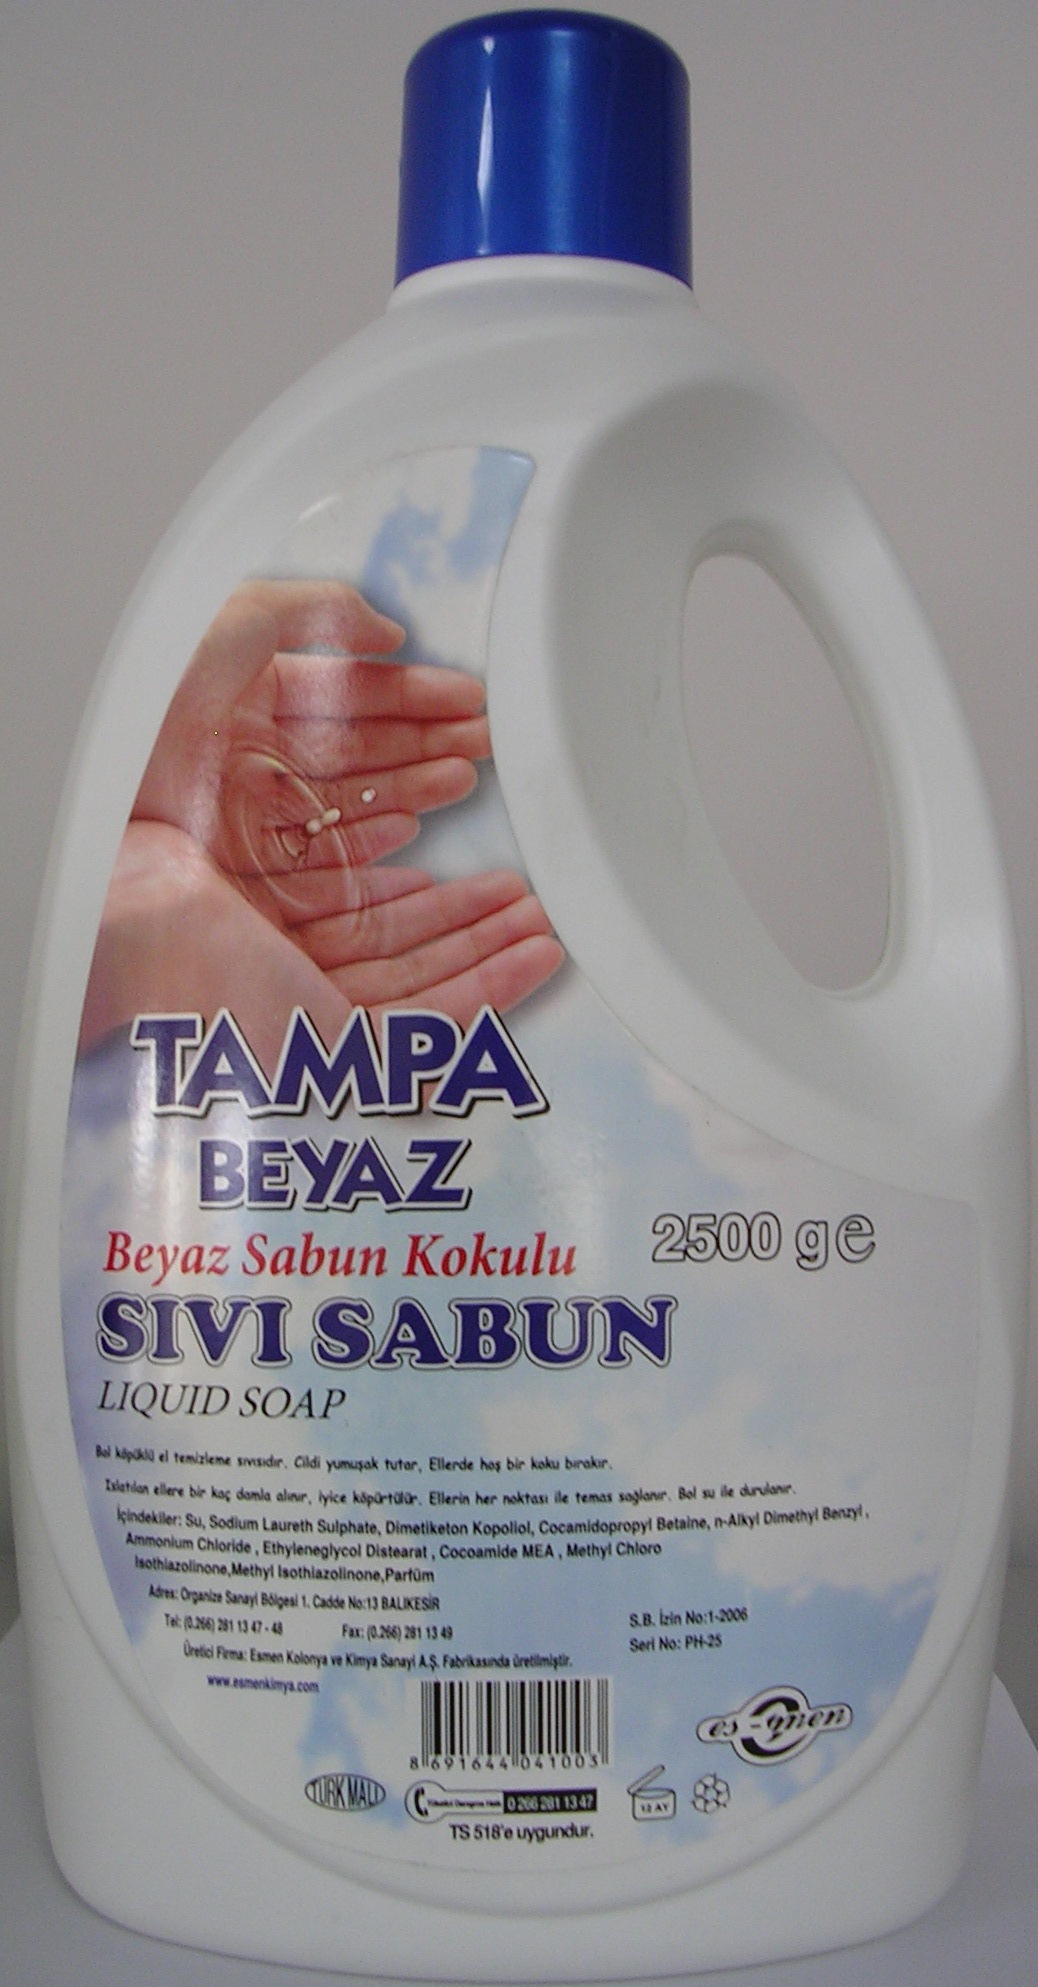 TAMPA
BEYAZ
Beyaz Sabun Kokulu
2500 g e
SIVI SABUN
LIQUID SOAP
Bol köpüklü el temizleme sıvısıdır. Cildi yumuşak tutar, Ellerde hoş bir koku bırakır.
Islatılan ellere bir kaç damla alınır, iyice köpürtülür. Ellerin her noktası ile temas sağlanır. Bol su ile durulanır.
İçindekiler: Su, Sodium Laureth Sulphate, Dimetiketon Kopoliol, Cocamidopropyl Betaine, n-Alkyl Dimethyl Benzyl,
Ammonium Chloride , Ethyleneglycol Distearat , Cocoamide MEA , Methyl Chloro
Isothiazolinone,Methyl Isothiazolinone,Parfüm
Adres: Organize Sanayi Bölgesi 1. Cadde No:13 BALIKESİR
Tel: (0.266) 281 13 47 - 48 Fax: (0.266) 281 13 49
S.B. İzin No:1-2006
Seri No: PH-25
Üretici Firma: Esmen Kolonya ve Kimya Sanayi A.Ş. Fabrikasında üretilmiştir.
www.esmenkimya.com
es-men
8 691644 041003
TÜRK MALI
0 266 281 13 47
12 AY
TS 518'e uygundur.